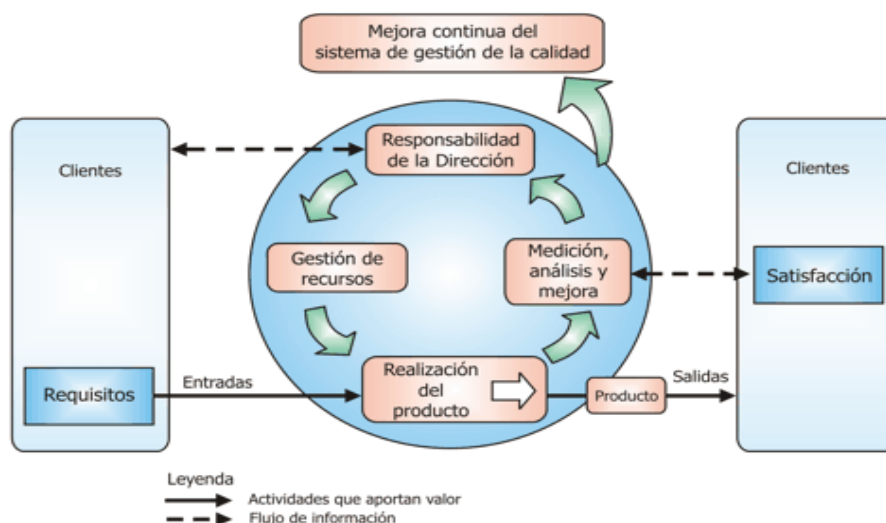 Mejora continua del
sistema de gestión de la calidad
Clientes
Responsabilidad
de la Dirección
Clientes
Gestión de
recursos
Medición,
análisis y
mejora
Satisfacción
Requisitos
Entradas
Realización
del
producto
Producto
Salidas
Leyenda
Actividades que aportan valor
Flujo de información